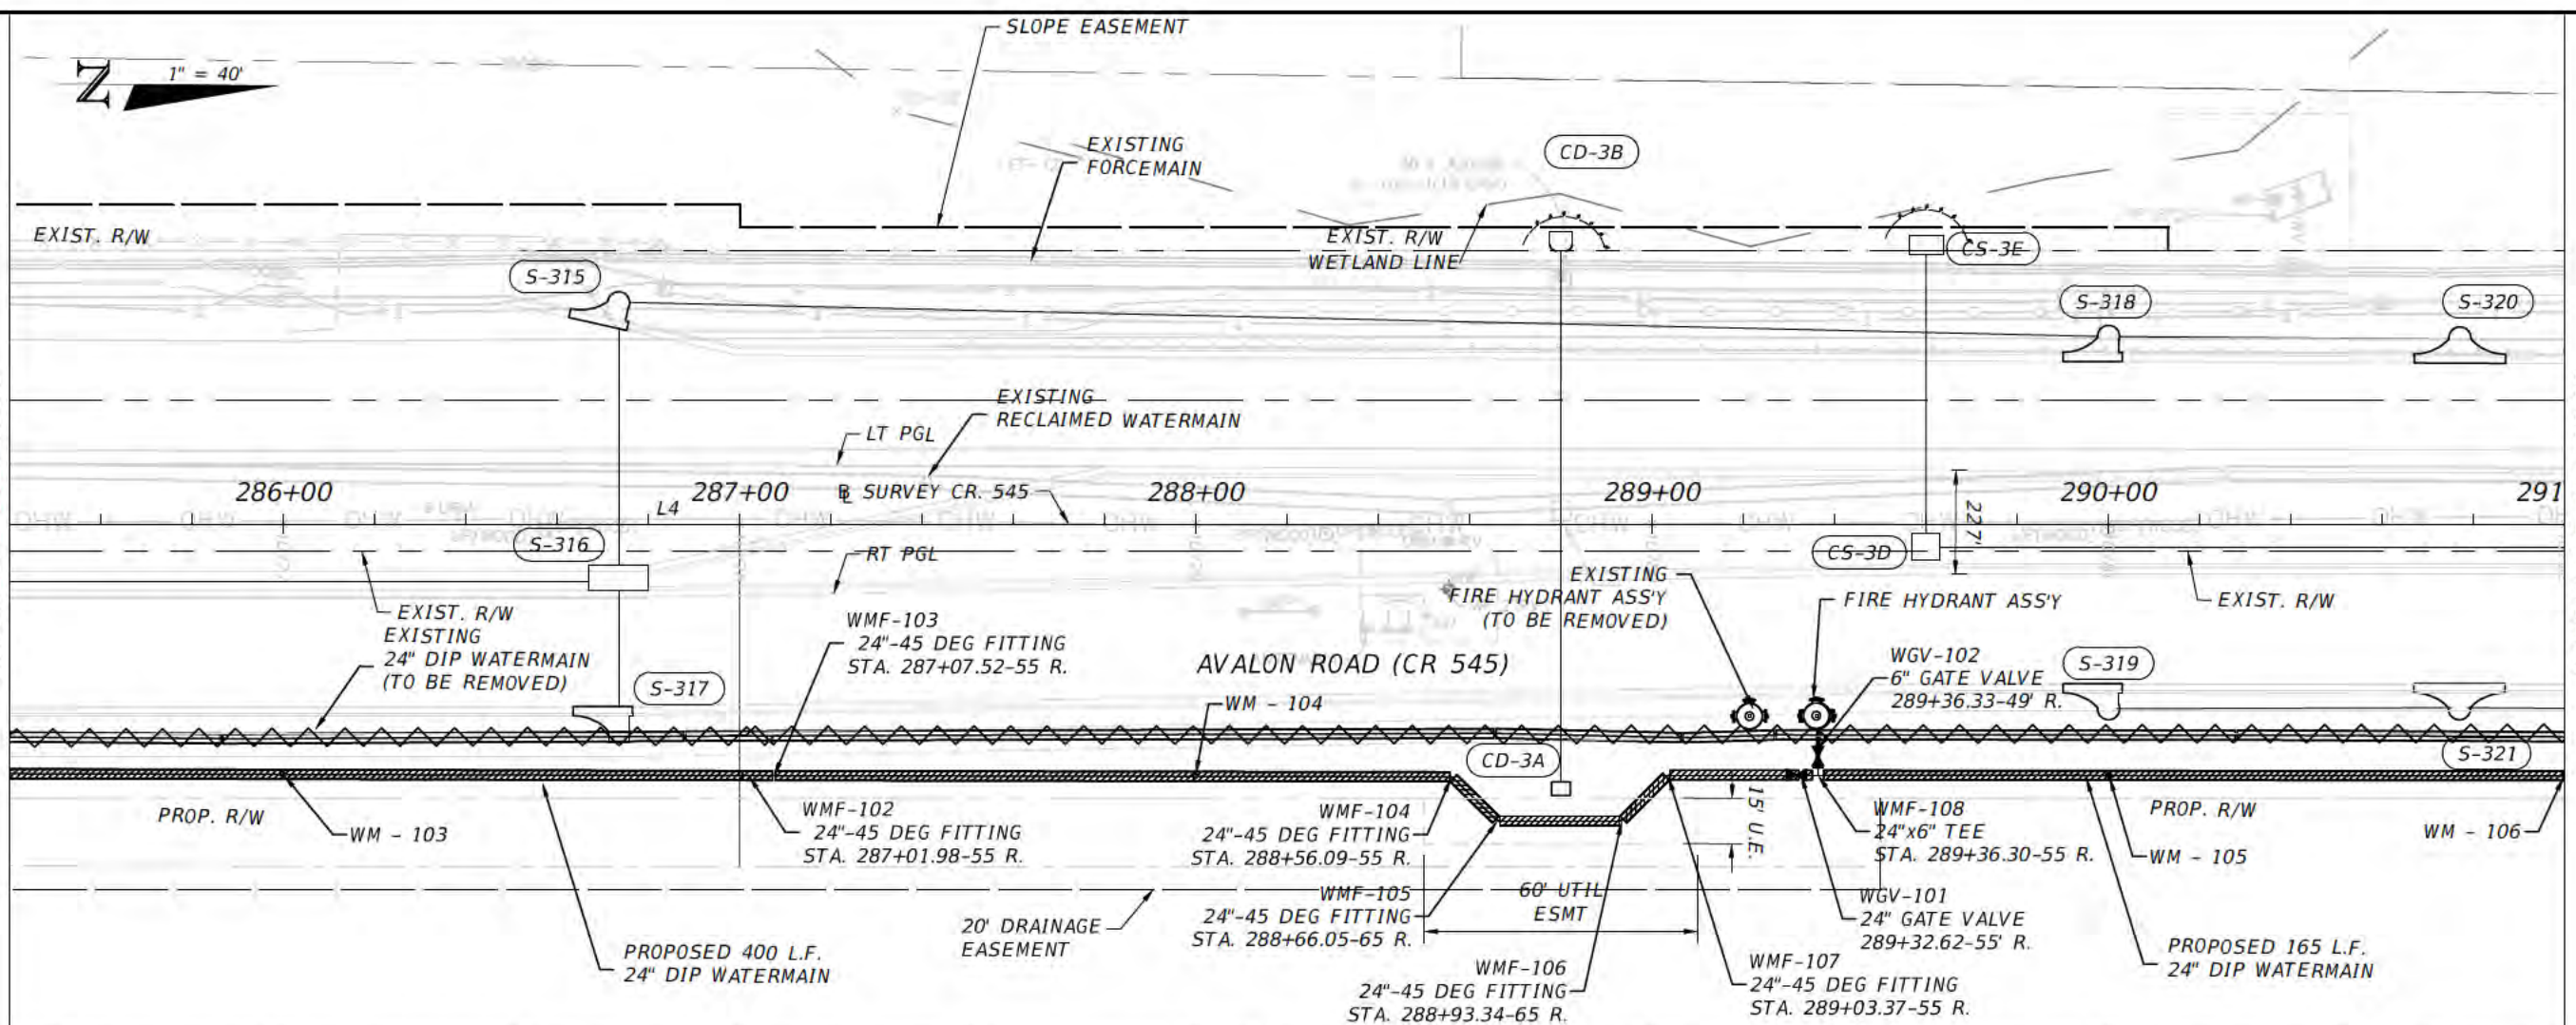 SLOPE EASEMENT
N
1" = 40'
EXISTING
FORCEMAIN
CD-3B
EXIST. R/W
EXIST. R/W
WETLAND LINE
CS-3E
S-315
S-318
S-320
EXISTING
RECLAIMED WATERMAIN
LT PGL
286+00
L4
287+00
BL SURVEY CR. 545
288+00
289+00
290+00
291
227'
S-316
RT PGL
CS-3D
EXIST. R/W
EXISTING
24" DIP WATERMAIN
(TO BE REMOVED)
WMF-103
24"-45 DEG FITTING
STA. 287+07.52-55 R.
EXISTING
FIRE HYDRANT ASS'Y
(TO BE REMOVED)
FIRE HYDRANT ASS'Y
EXIST. R/W
AVALON ROAD (CR 545)
WGV-102
6" GATE VALVE
289+36.33-49' R.
S-319
S-317
WM - 104
CD-3A
S-321
PROP. R/W
WM - 103
WMF-102
24"-45 DEG FITTING
STA. 287+01.98-55 R.
WMF-104
24"-45 DEG FITTING
STA. 288+56.09-55 R.
15' U.E.
WMF-108
24"x6" TEE
STA. 289+36.30-55 R.
PROP. R/W
WM - 105
WM - 106
WMF-105
24"-45 DEG FITTING
STA. 288+66.05-65 R.
60' UTIL
ESMT
WGV-101
24" GATE VALVE
289+32.62-55' R.
20' DRAINAGE
EASEMENT
PROPOSED 400 L.F.
24" DIP WATERMAIN
WMF-106
24"-45 DEG FITTING
STA. 288+93.34-65 R.
WMF-107
24"-45 DEG FITTING
STA. 289+03.37-55 R.
PROPOSED 165 L.F.
24" DIP WATERMAIN